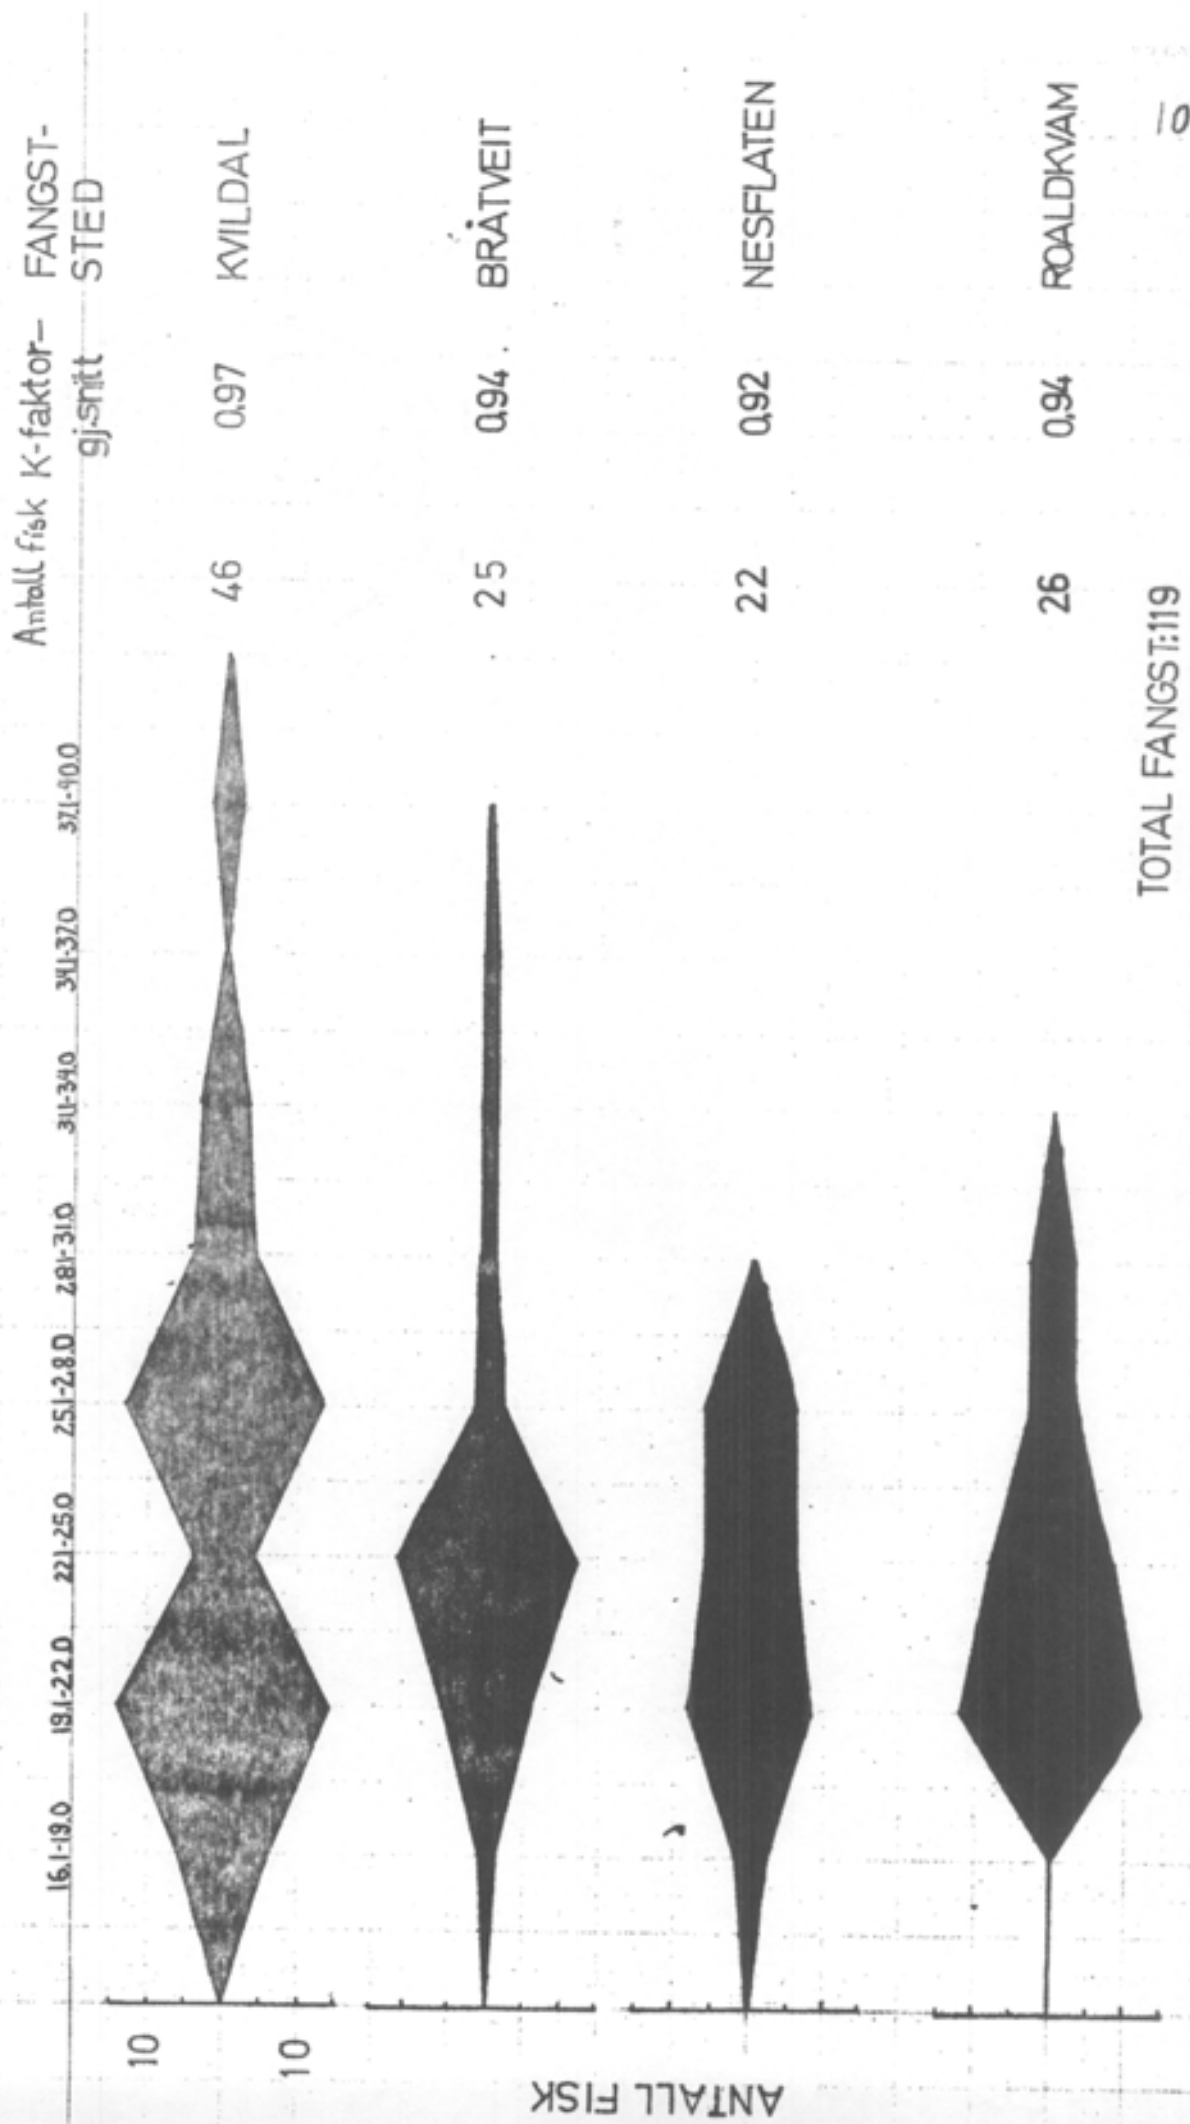 Antall fisk K-faktor- FANGST-
gj.snitt STED
16.1-19.0 19.1-22.0 22.1-25.0 25.1-28.0 28.1-31.0 31.1-34.0 34.1-37.0 37.1-40.0
10
10
46 0.97 KVILDAL
25 0,94. BRÅTVEIT
22 0,92 NESFLATEN
26 0,94 ROALDKVAM
ANTALL FISK
TOTAL FANGST:119
10